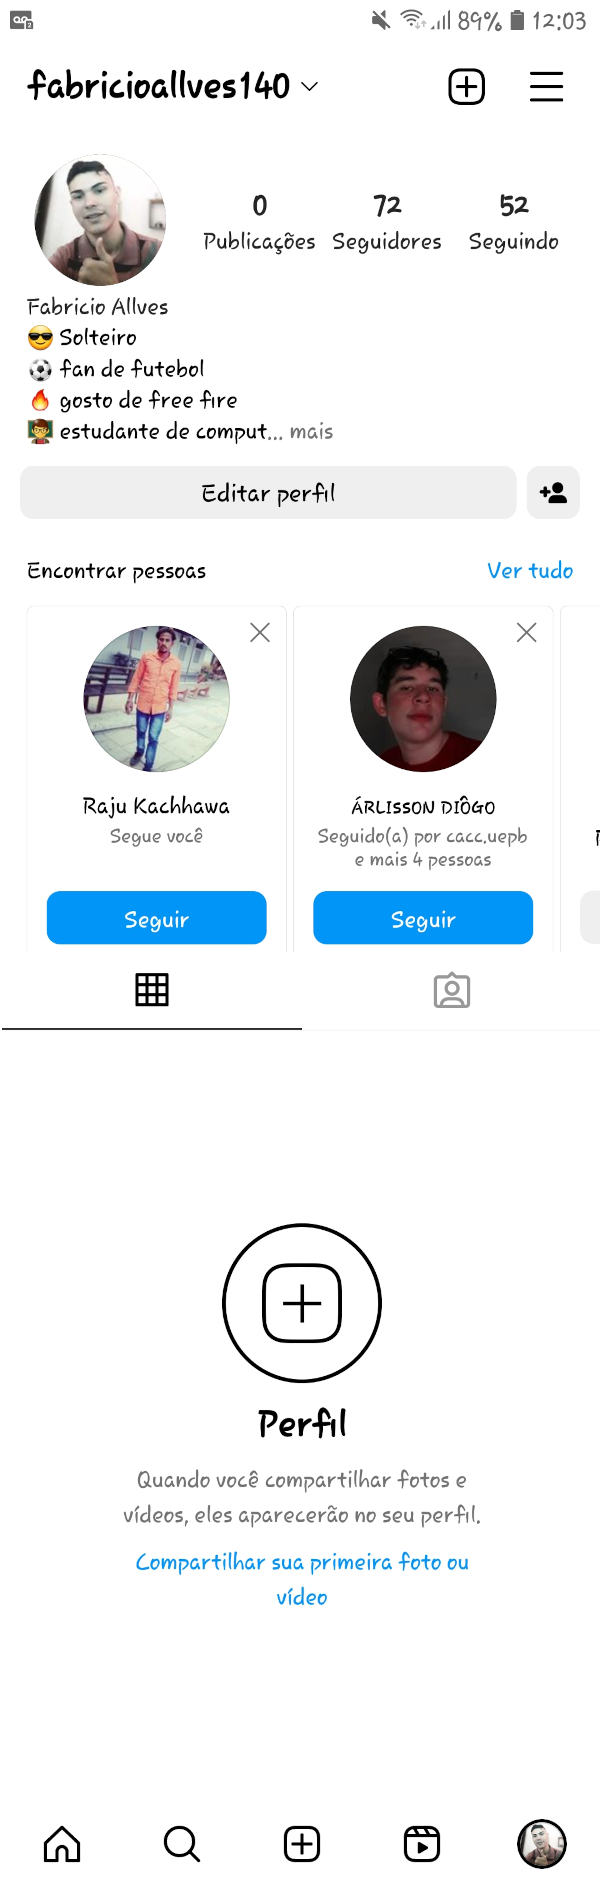 89% 12:03
fabricioallves140
0 72 52
Publicações Seguidores Seguindo
Fabricio Allves
😎 Solteiro
⚽ fan de futebol
🔥 gosto de free fire
👨‍🏫 estudante de comput... mais
Editar perfil
Encontrar pessoas Ver tudo
Raju Kachhawa
Segue você
Seguir
ÁRLISSON DIÔGO
Seguido(a) por cacc.uepb
e mais 4 pessoas
Seguir
Perfil
Quando você compartilhar fotos e
vídeos, eles aparecerão no seu perfil.
Compartilhar sua primeira foto ou
vídeo